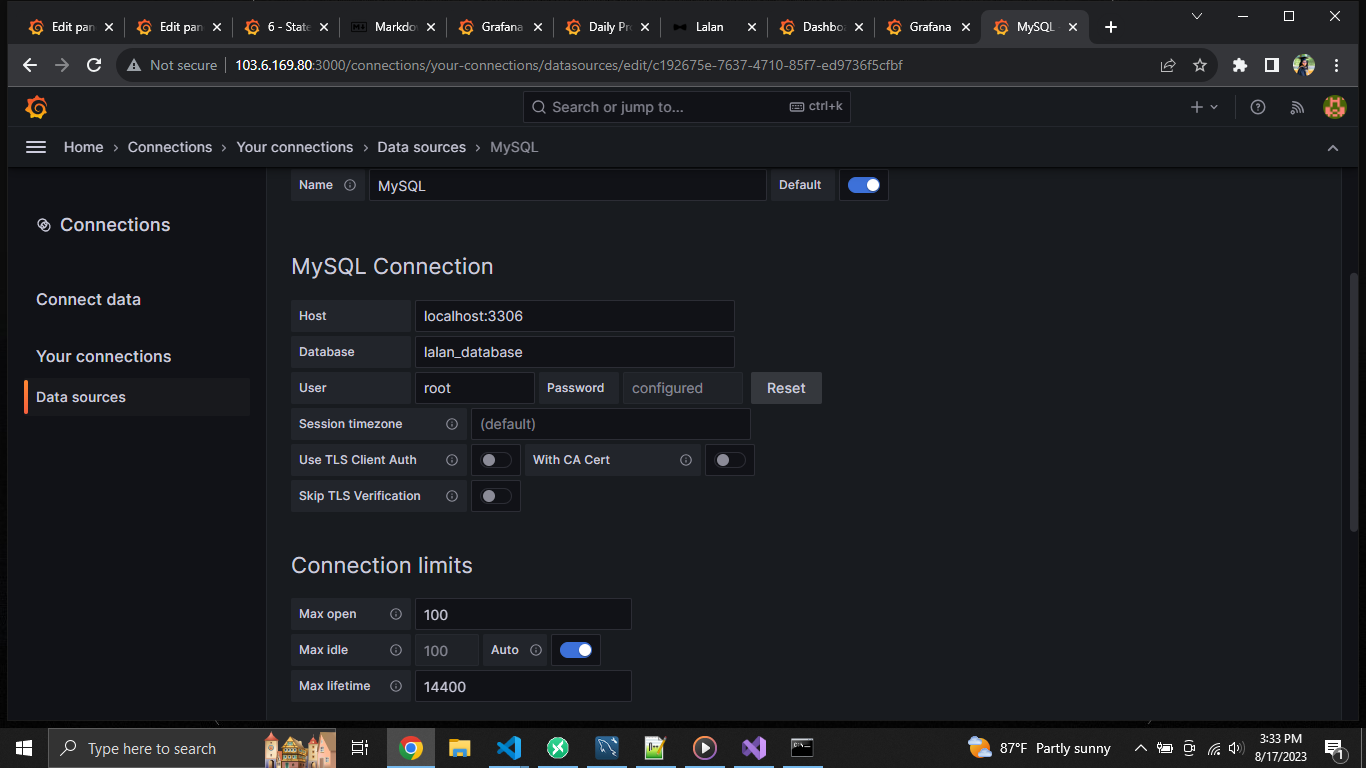 Edit pan
Edit pan
6 - State
Markdow
Grafana
Daily Pr
Lalan
Dashbo
Grafana
MySQL -
Not secure
103.6.169.80:3000/connections/your-connections/datasources/edit/c192675e-7637-4710-85f7-ed9736f5cfbf
Search or jump to...
ctrl+k
Home › Connections › Your connections › Data sources › MySQL
Name
MySQL
Default
Connections
Connect data
Your connections
Data sources
MySQL Connection
Host
localhost:3306
Database
lalan_database
User
root
Password
configured
Reset
Session timezone
(default)
Use TLS Client Auth
With CA Cert
Skip TLS Verification
Connection limits
Max open
100
Max idle
100
Auto
Max lifetime
14400
Type here to search
87°F Partly sunny
3:33 PM
8/17/2023
1